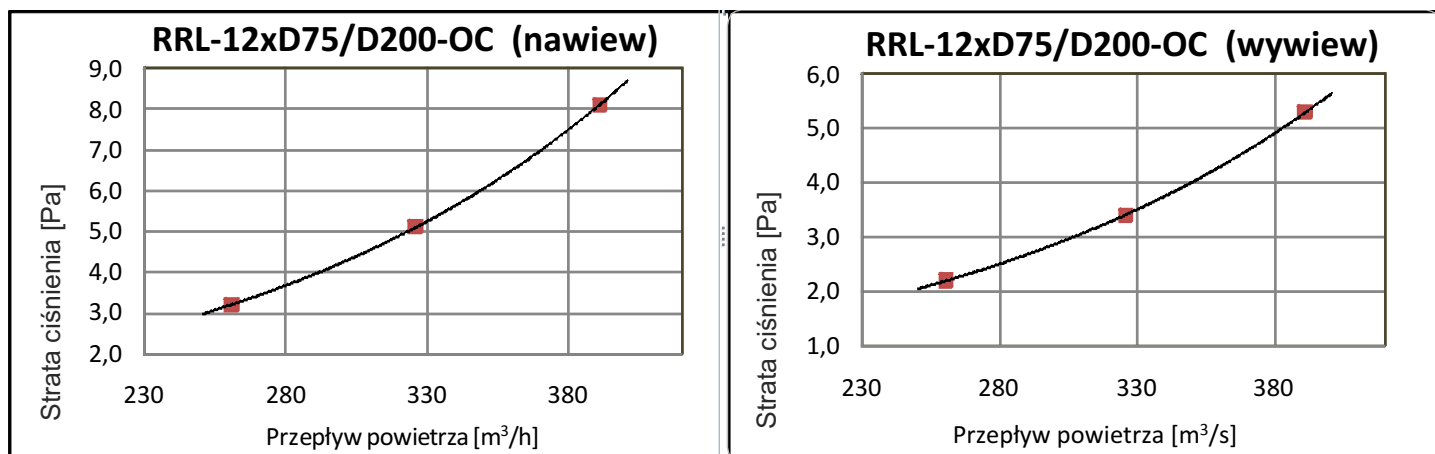 RRL-12xD75/D200-OC (nawiew)
9,0
8,0
7,0
6,0
5,0
4,0
3,0
2,0
Strata ciśnienia [Pa]
230 280 330 380
Przepływ powietrza [m³/h]
RRL-12xD75/D200-OC (wywiew)
6,0
5,0
4,0
3,0
2,0
1,0
Strata ciśnienia [Pa]
230 280 330 380
Przepływ powietrza [m³/s]